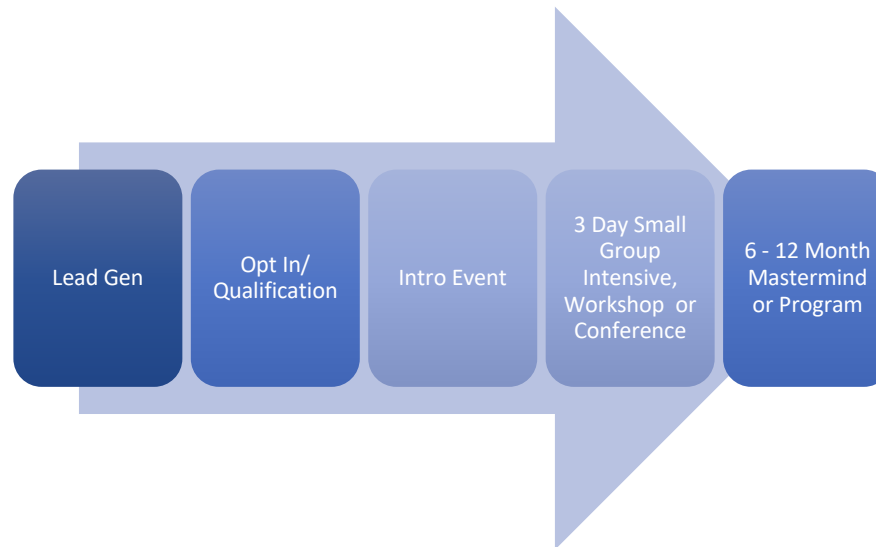 Lead Gen
Opt In/
Qualification
Intro Event
3 Day Small
Group
Intensive,
Workshop or
Conference
6 - 12 Month
Mastermind
or Program